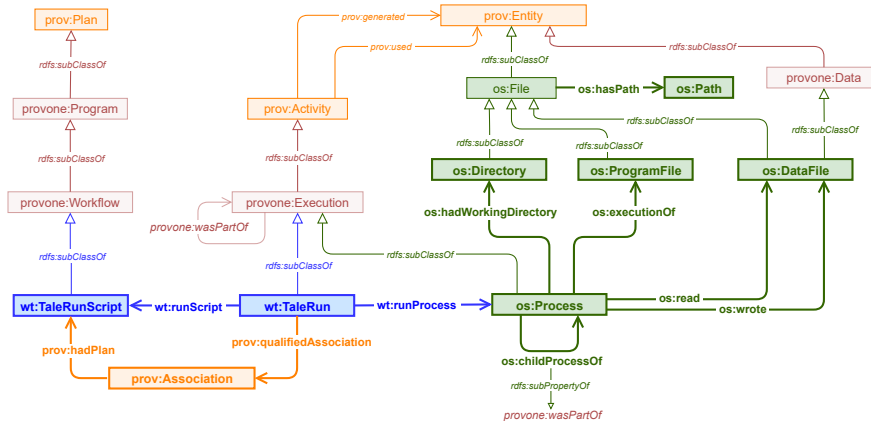 prov:Plan
prov:generated
prov:Entity
prov:used
rdfs:subClassOf
rdfs:subClassOf
rdfs:subClassOf
provone:Data
os:File
os:hasPath
os:Path
provone:Program
prov:Activity
rdfs:subClassOf
rdfs:subClassOf
rdfs:subClassOf
rdfs:subClassOf
rdfs:subClassOf
rdfs:subClassOf
rdfs:subClassOf
os:Directory
os:ProgramFile
os:DataFile
provone:Workflow
provone:Execution
os:hadWorkingDirectory
os:executionOf
provone:wasPartOf
rdfs:subClassOf
rdfs:subClassOf
rdfs:subClassOf
wt:TaleRunScript
wt:runScript
wt:TaleRun
wt:runProcess
os:Process
os:read
os:wrote
prov:hadPlan
prov:qualifiedAssociation
os:childProcessOf
prov:Association
rdfs:subPropertyOf
provone:wasPartOf